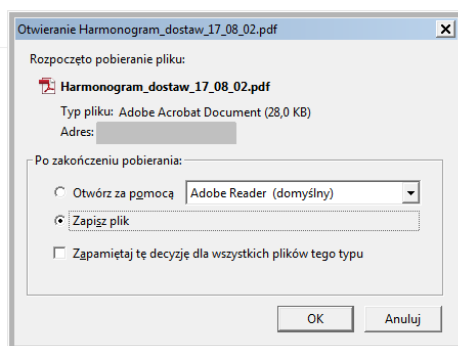 Otwieranie Harmonogram_dostaw_17_08_02.pdf
Rozpoczęto pobieranie pliku:
Harmonogram_dostaw_17_08_02.pdf
Typ pliku: Adobe Acrobat Document (28,0 KB)
Adres:
Po zakończeniu pobierania:
Otwórz za pomocą Adobe Reader (domyślny)
Zapisz plik
Zapamiętaj tę decyzję dla wszystkich plików tego typu
OK Anuluj